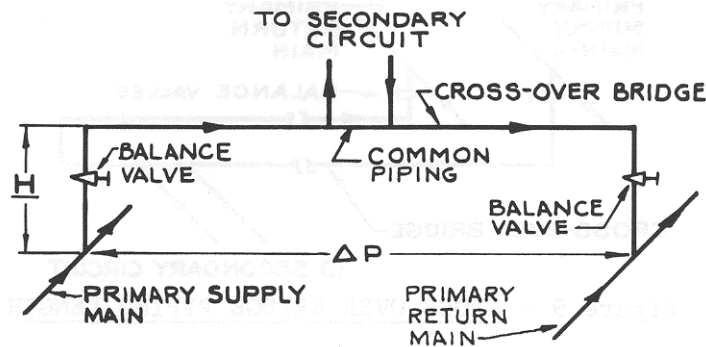 TO SECONDARY
CIRCUIT
CROSS-OVER BRIDGE
BALANCE
VALVE
COMMON
PIPING
H
BALANCE
VALVE
ΔP
PRIMARY SUPPLY
MAIN
PRIMARY
RETURN
MAIN